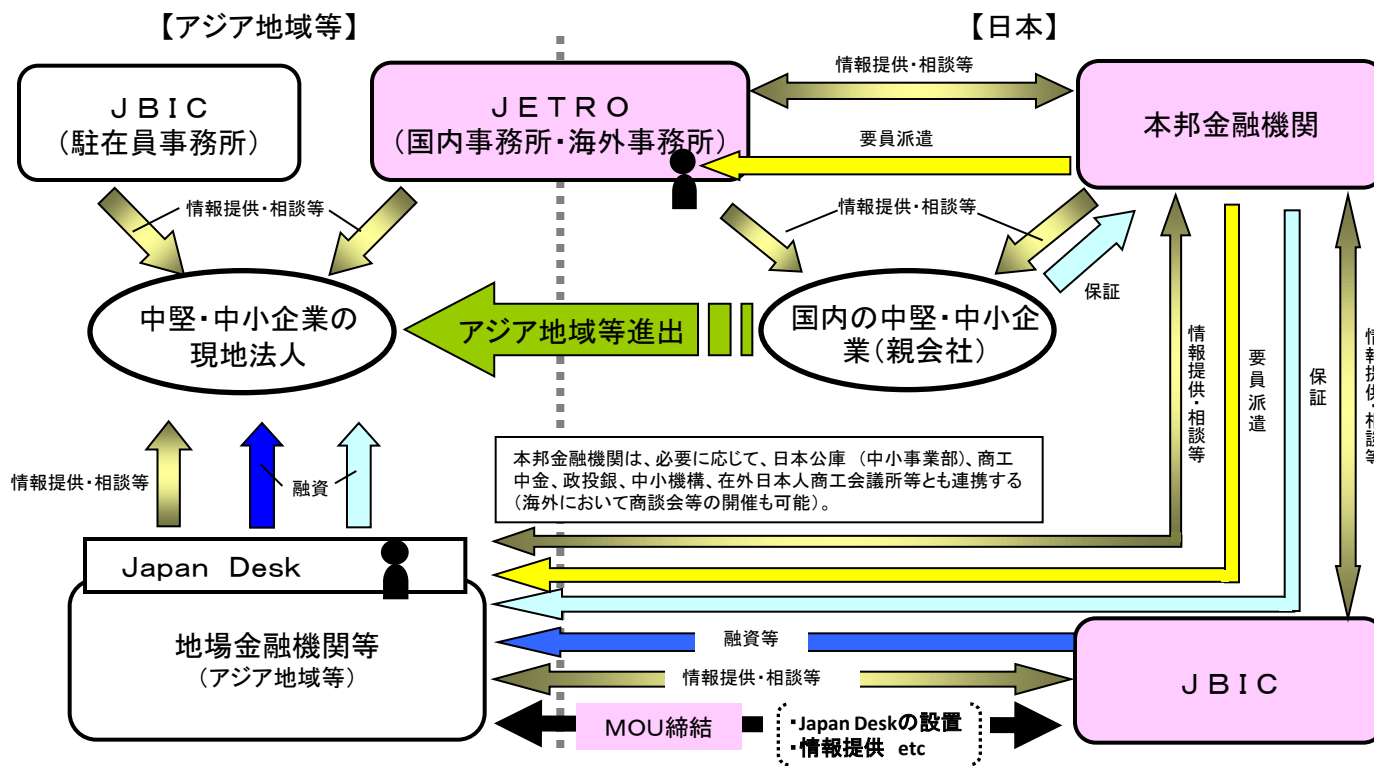 【アジア地域等】
【日本】
JBIC
(駐在員事務所)
JETRO
(国内事務所・海外事務所)
情報提供・相談等
本邦金融機関
要員派遣
情報提供・相談等
情報提供・相談等
保証
中堅・中小企業の
現地法人
アジア地域等進出
国内の中堅・中小企
業(親会社)
情報提供・相談等
要員派遣
保証
情報提供・相談等
情報提供・相談等
融資
本邦金融機関は、必要に応じて、日本公庫 (中小事業部)、商工
中金、政投銀、中小機構、在外日本人商工会議所等とも連携する
(海外において商談会等の開催も可能)。
Japan Desk
地場金融機関等
(アジア地域等)
融資等
情報提供・相談等
JBIC
MOU締結
・Japan Deskの設置
・情報提供 etc